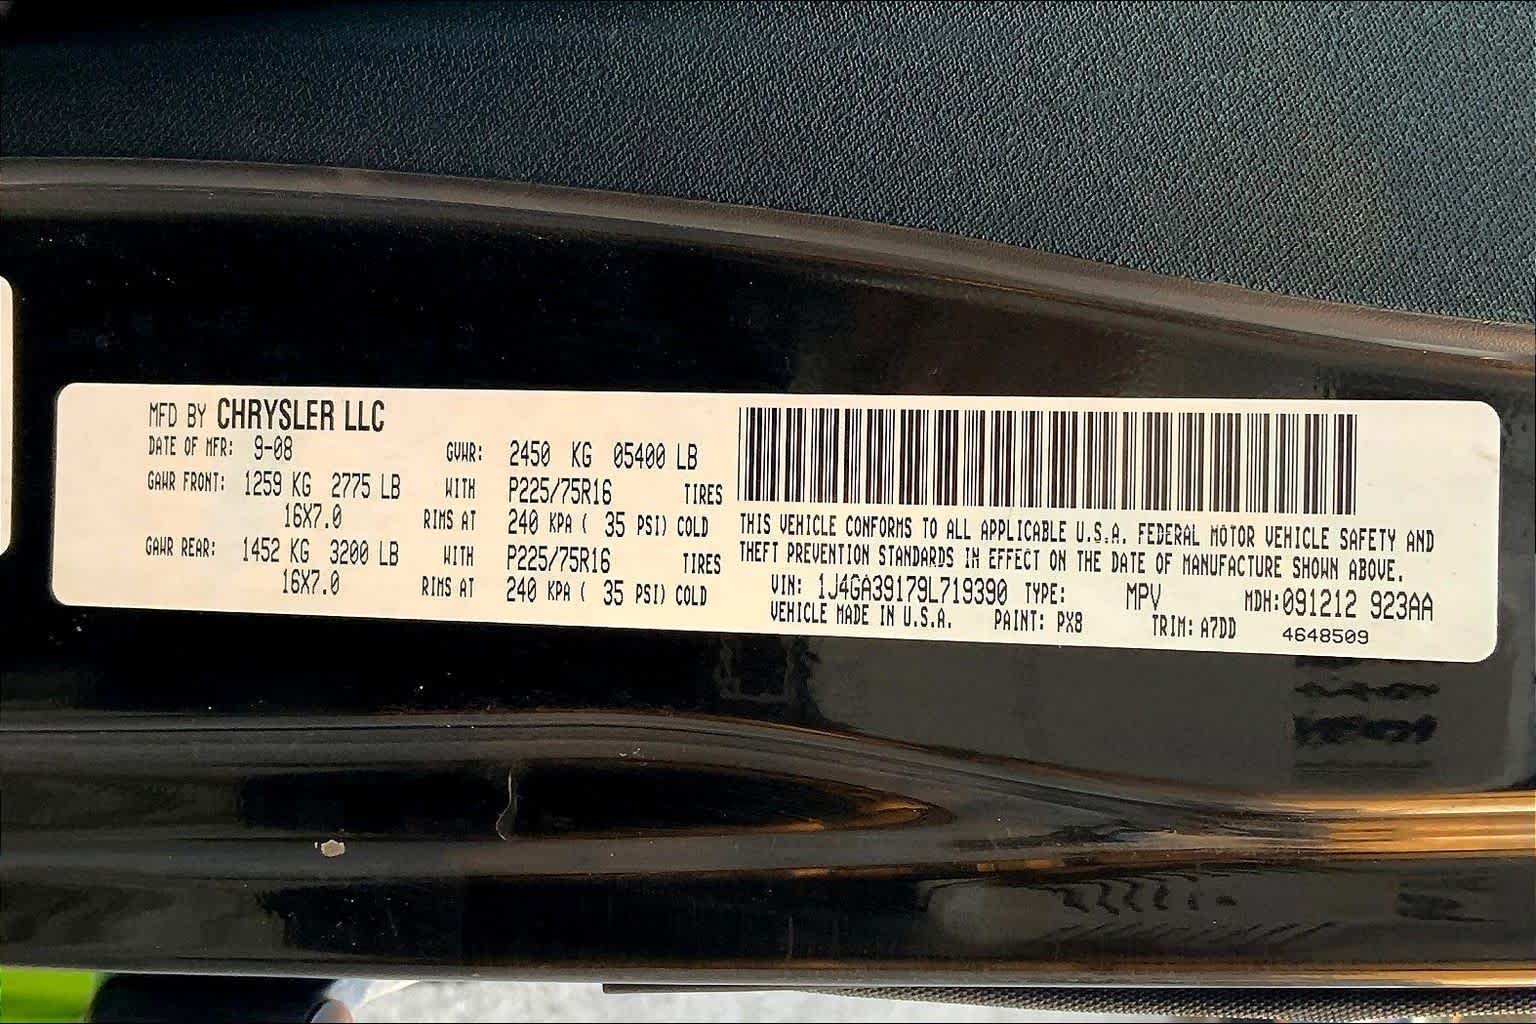 MFD BY CHRYSLER LLC
DATE OF MFR: 9-08 GVWR: 2450 KG 05400 LB
GAWR FRONT: 1259 KG 2775 LB WITH P225/75R16 TIRES
16X7.0 RIMS AT 240 KPA ( 35 PSI) COLD
GAWR REAR: 1452 KG 3200 LB WITH P225/75R16 TIRES
16X7.0 RIMS AT 240 KPA ( 35 PSI) COLD
THIS VEHICLE CONFORMS TO ALL APPLICABLE U.S.A. FEDERAL MOTOR VEHICLE SAFETY AND
THEFT PREVENTION STANDARDS IN EFFECT ON THE DATE OF MANUFACTURE SHOWN ABOVE.
VIN: 1J4GA39179L719390 TYPE: MPV MDH:091212 923AA
VEHICLE MADE IN U.S.A. PAINT: PX8 TRIM: A7DD 4648509